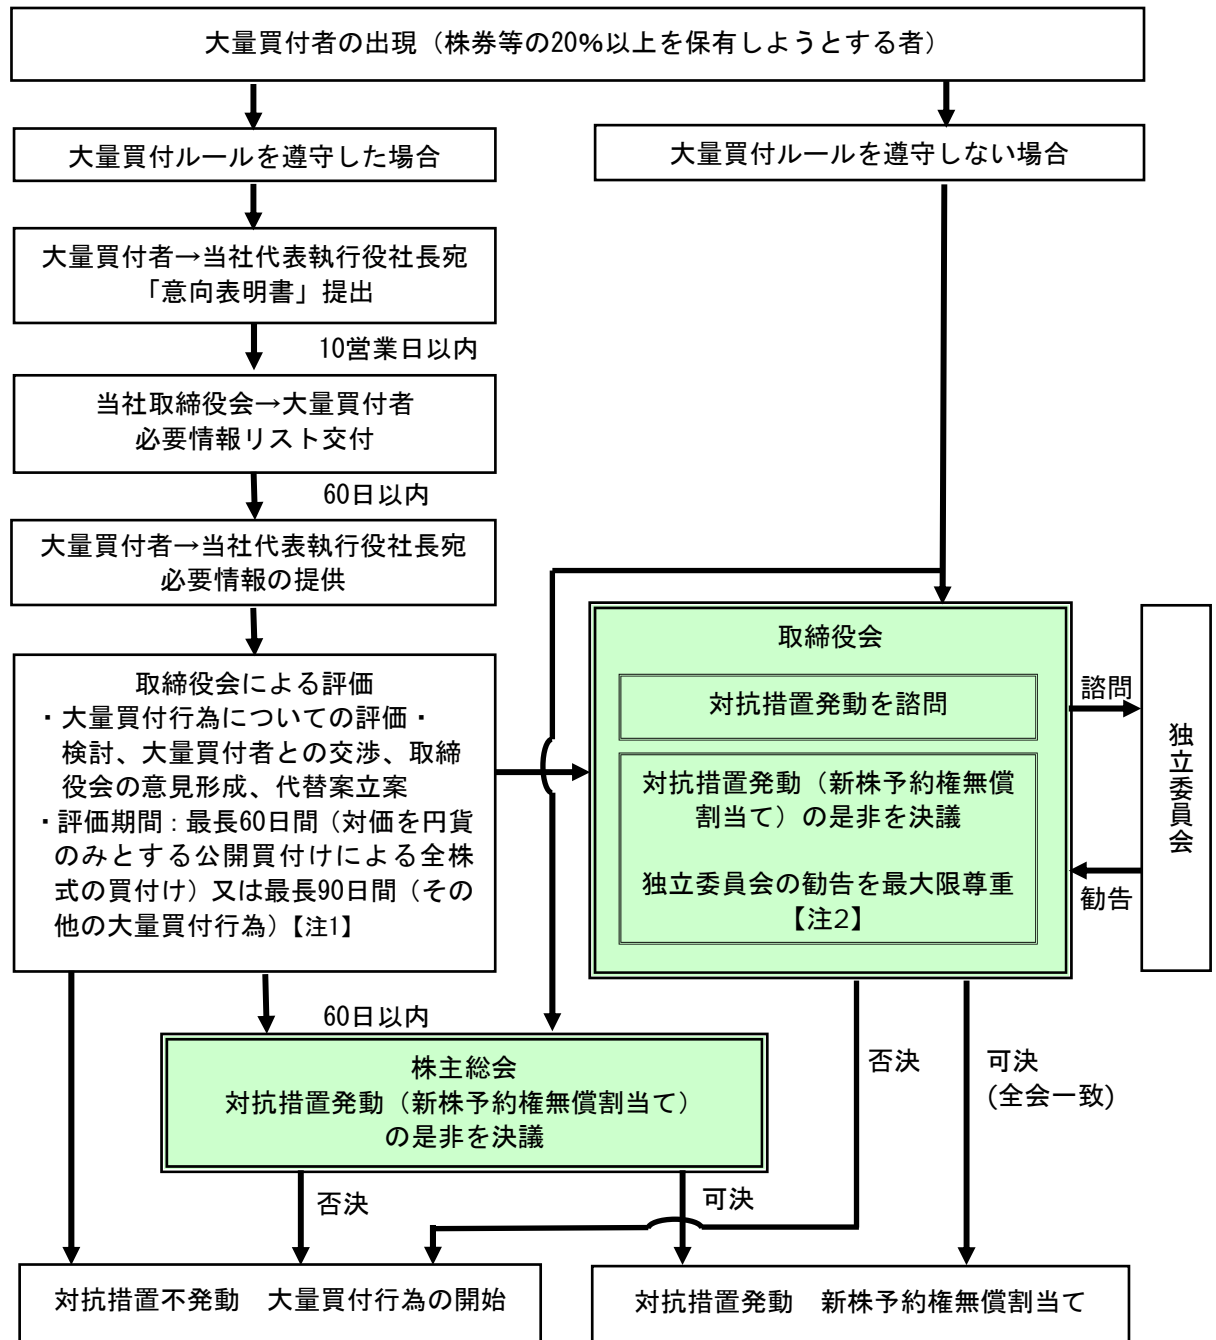 大量買付者の出現（株券等の20%以上を保有しようとする者）
大量買付ルールを遵守した場合
大量買付ルールを遵守しない場合
大量買付者→当社代表執行役社長宛
「意向表明書」提出
10営業日以内
当社取締役会→大量買付者
必要情報リスト交付
60日以内
大量買付者→当社代表執行役社長宛
必要情報の提供
取締役会による評価
・大量買付行為についての評価・
検討、大量買付者との交渉、取締
役会の意見形成、代替案立案
・評価期間：最長60日間（対価を円貨
のみとする公開買付けによる全株
式の買付け）又は最長90日間（その
他の大量買付行為）【注1】
取締役会
対抗措置発動を諮問
対抗措置発動（新株予約権無償
割当て）の是非を決議
独立委員会の勧告を最大限尊重
【注2】
諮問
勧告
独立委員会
60日以内
株主総会
対抗措置発動（新株予約権無償割当て）
の是非を決議
否決
可決
(全会一致)
否決
可決
対抗措置不発動　大量買付行為の開始
対抗措置発動　新株予約権無償割当て